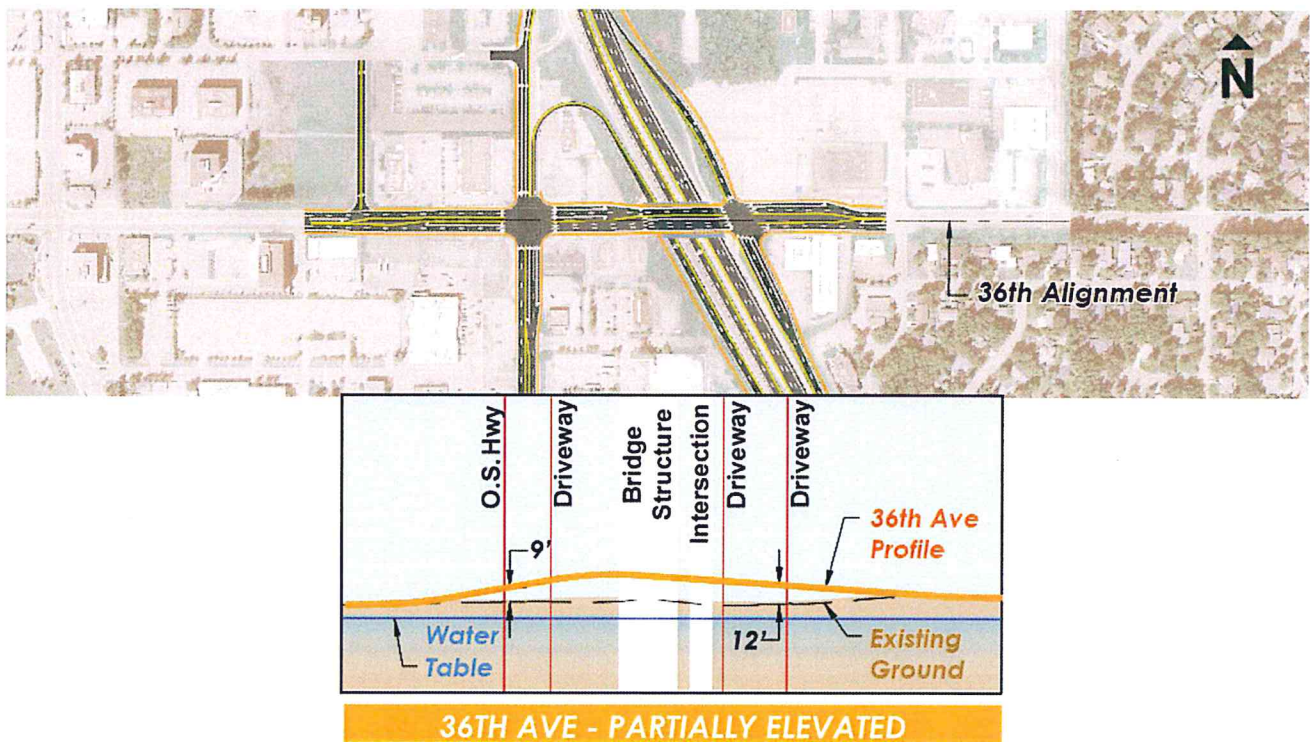 N
36th Alignment
O.S. Hwy
Driveway
Bridge
Structure
Intersection
Driveway
Driveway
9'
36th Ave
Profile
12'
Water
Table
Existing
Ground
36TH AVE - PARTIALLY ELEVATED